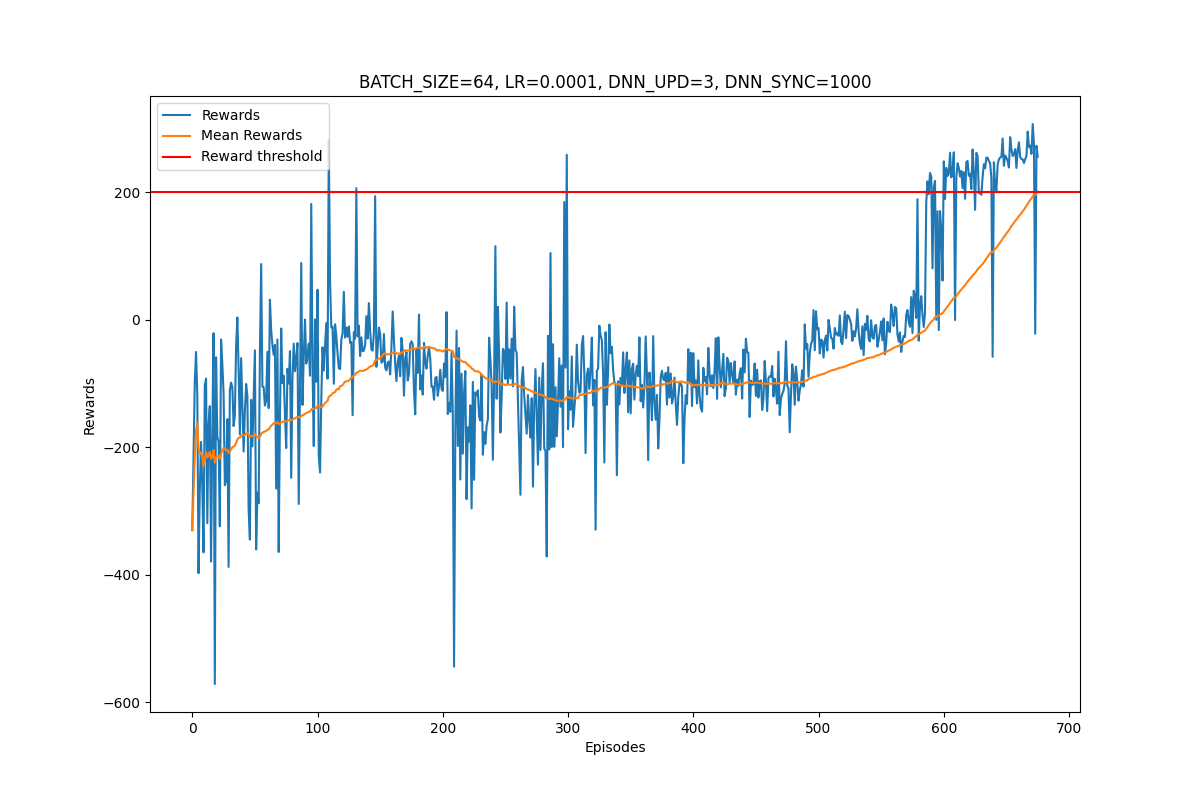 BATCH_SIZE=64, LR=0.0001, DNN_UPD=3, DNN_SYNC=1000
Rewards
Mean Rewards
Reward threshold
200
0
−200
−400
−600
Rewards
0 100 200 300 400 500 600 700
Episodes